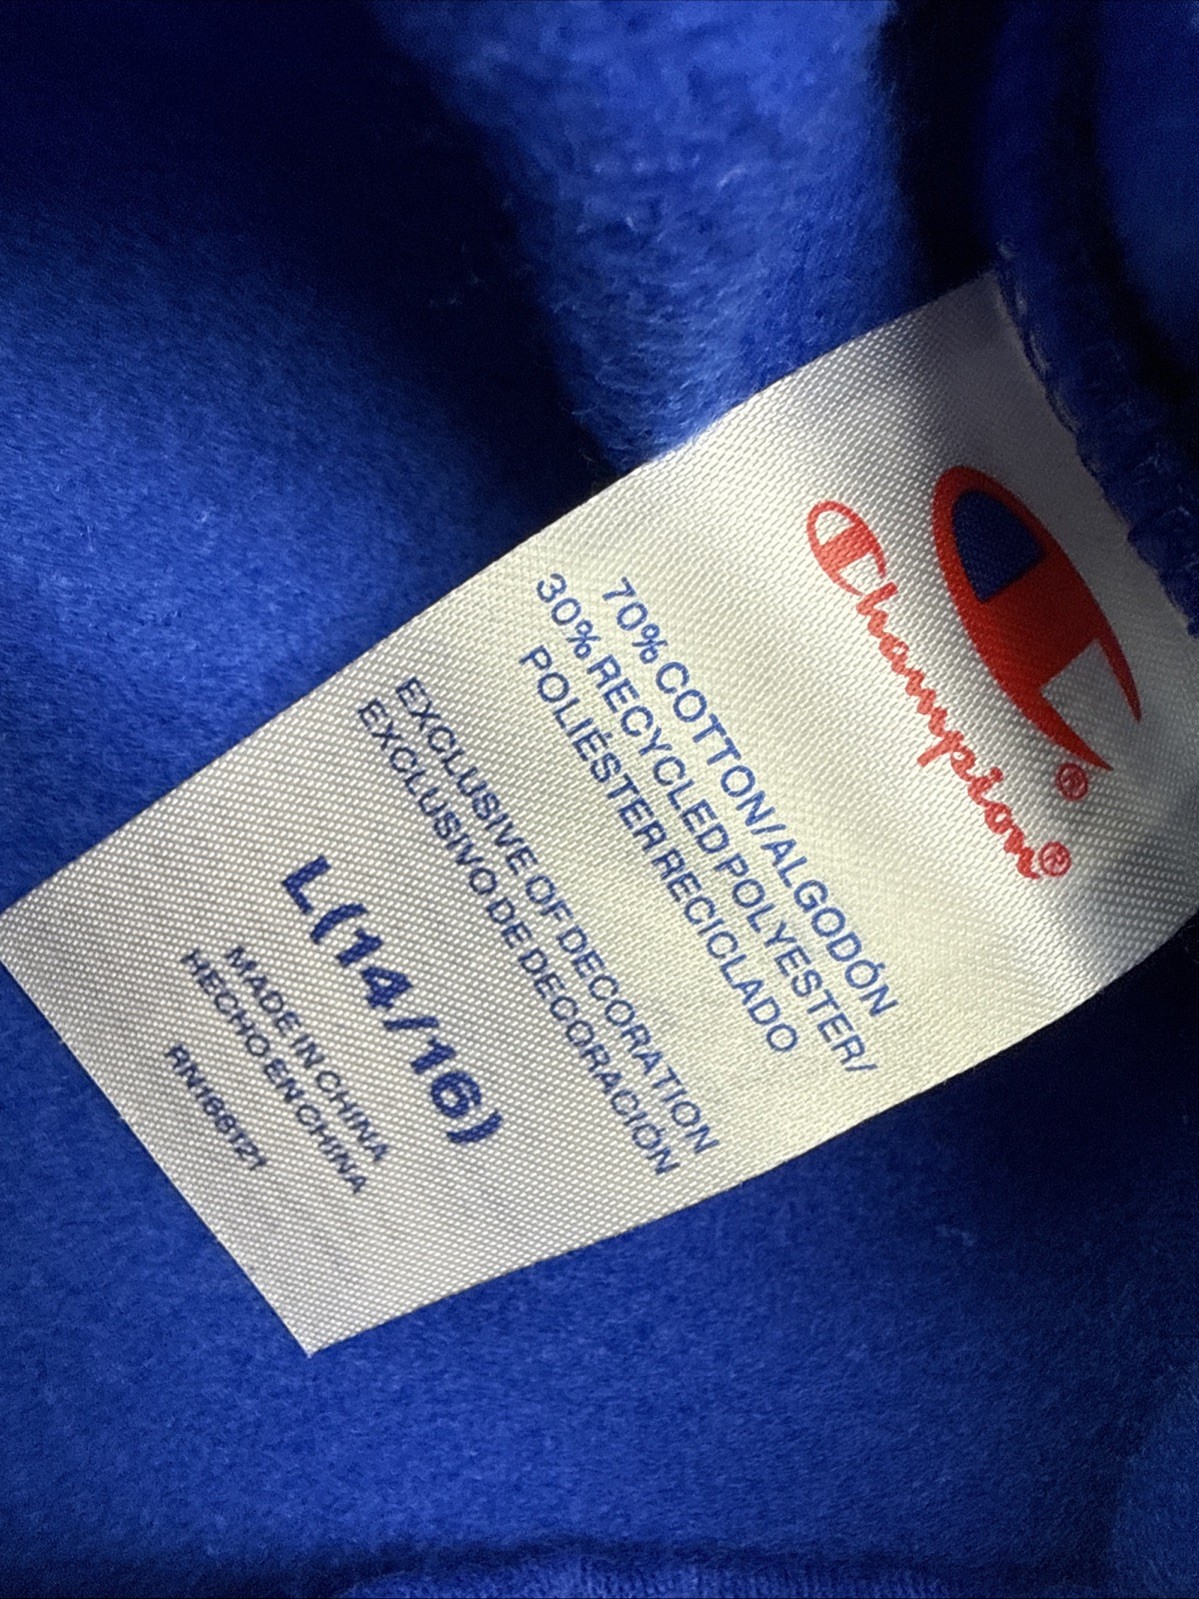 Champion®
®
70% COTTON/ALGODÓN
30% RECYCLED POLYESTER/
POLIÉSTER RECICLADO
EXCLUSIVE OF DECORATION
EXCLUSIVO DE DECORACIÓN
L(14/16)
MADE IN CHINA
HECHO EN CHINA
RN166121